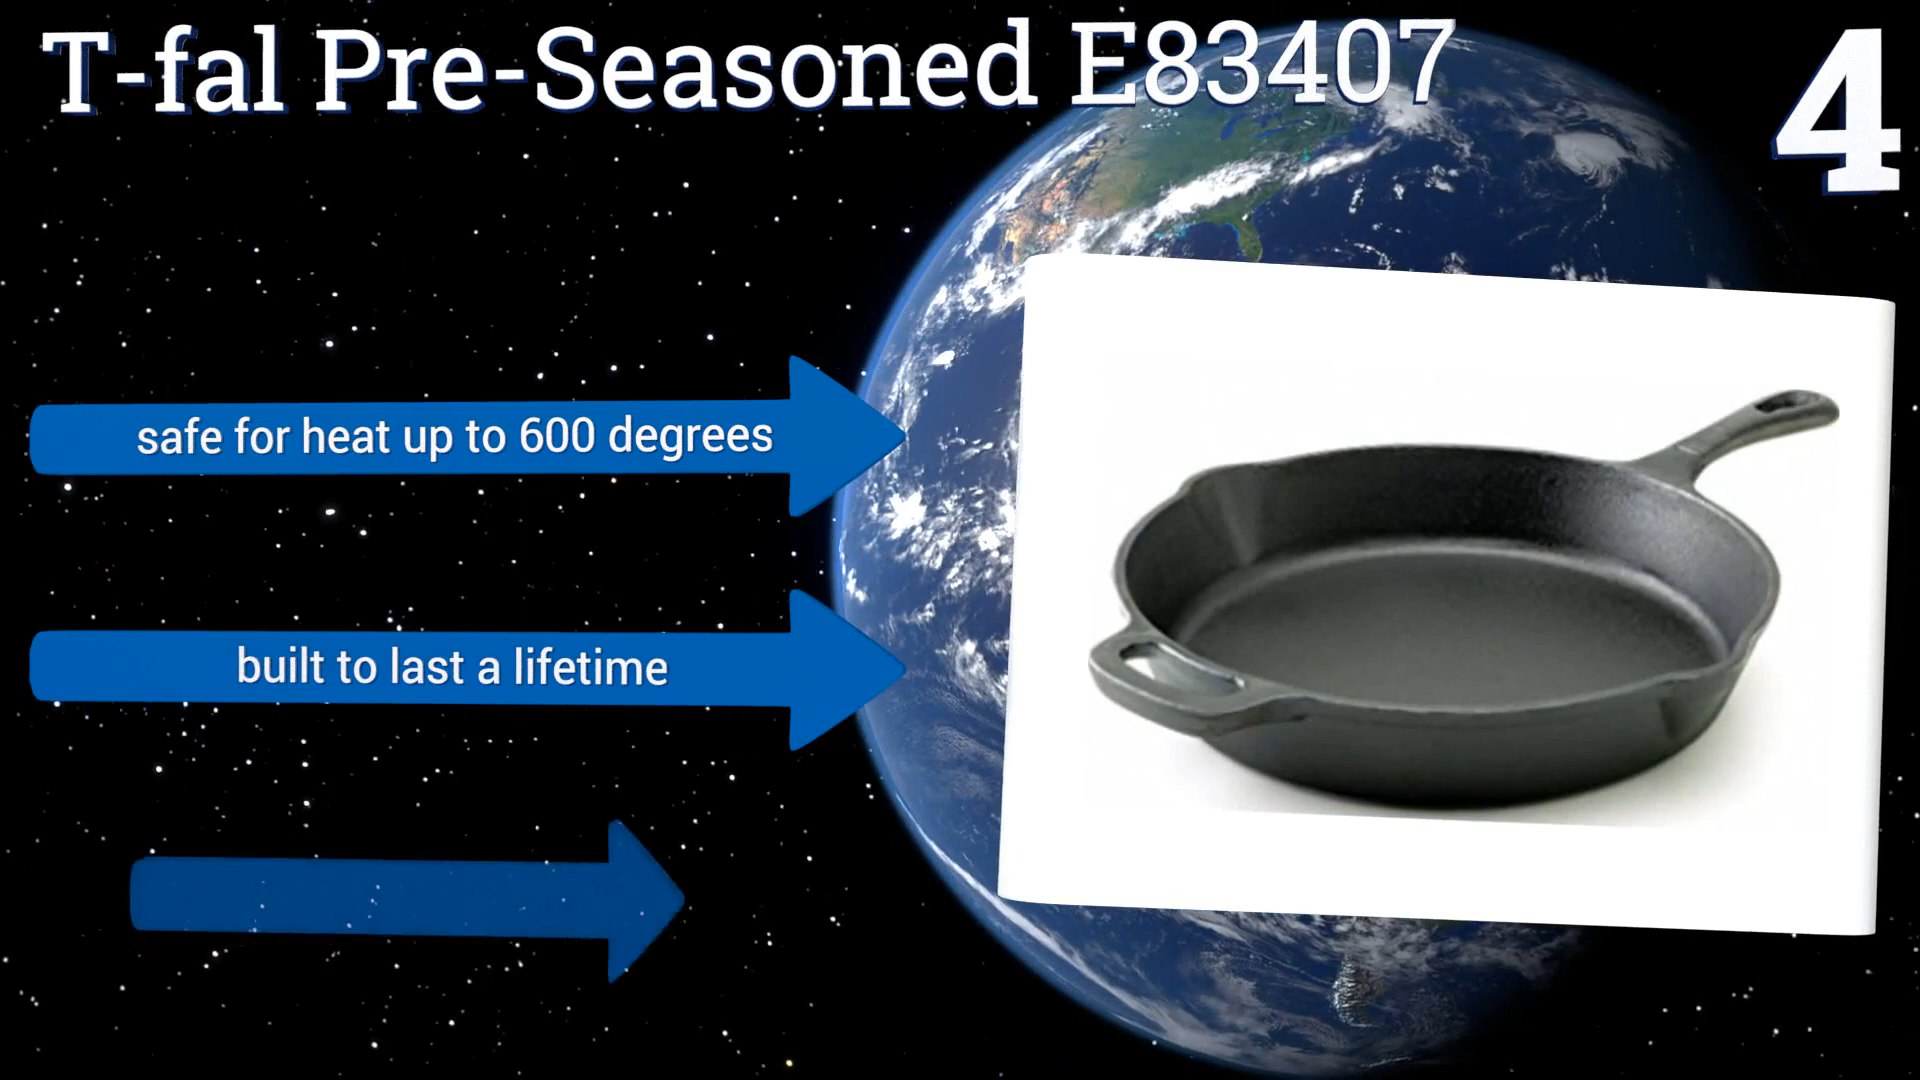 T-fal Pre-Seasoned E83407
4
safe for heat up to 600 degrees
built to last a lifetime